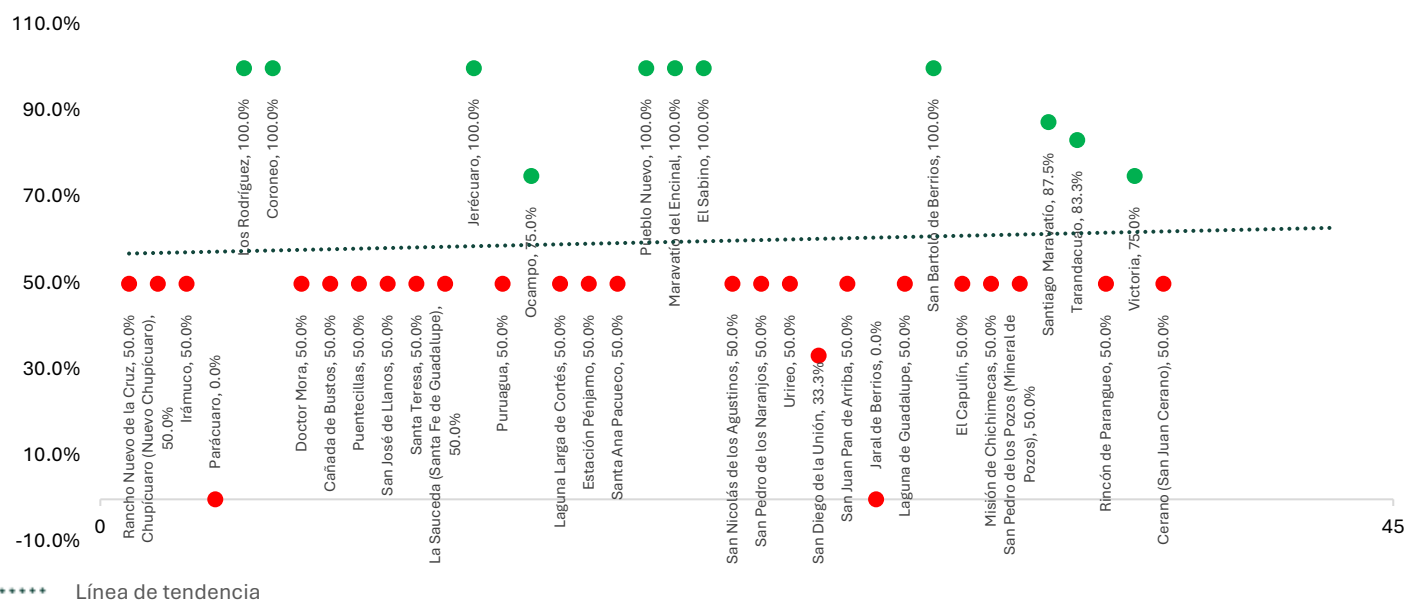 110.0%
90.0%
70.0%
50.0%
30.0%
10.0%
-10.0%
0
45
Rancho Nuevo de la Cruz, 50.0%
Chupícuaro (Nuevo Chupícuaro),
50.0%
Irámuco, 50.0%
Parácuaro, 0.0%
Los Rodríguez, 100.0%
Coroneo, 100.0%
Doctor Mora, 50.0%
Cañada de Bustos, 50.0%
Puentecillas, 50.0%
San José de Llanos, 50.0%
Santa Teresa, 50.0%
La Sauceda (Santa Fe de Guadalupe),
50.0%
Jerécuaro, 100.0%
Puruagua, 50.0%
Ocampo, 75.0%
Laguna Larga de Cortés, 50.0%
Estación Pénjamo, 50.0%
Santa Ana Pacueco, 50.0%
Pueblo Nuevo, 100.0%
Maravatío del Encinal, 100.0%
El Sabino, 100.0%
San Nicolás de los Agustinos, 50.0%
San Pedro de los Naranjos, 50.0%
Urireo, 50.0%
San Diego de la Unión, 33.3%
San Juan Pan de Arriba, 50.0%
Jaral de Berrios, 0.0%
Laguna de Guadalupe, 50.0%
San Bartolo de Berrios, 100.0%
El Capulín, 50.0%
Misión de Chichimecas, 50.0%
San Pedro de los Pozos (Mineral de
Pozos), 50.0%
Santiago Maravatío, 87.5%
Tarandacuao, 83.3%
Rincón de Parangueo, 50.0%
Victoria, 75.0%
Cerano (San Juan Cerano), 50.0%
Línea de tendencia